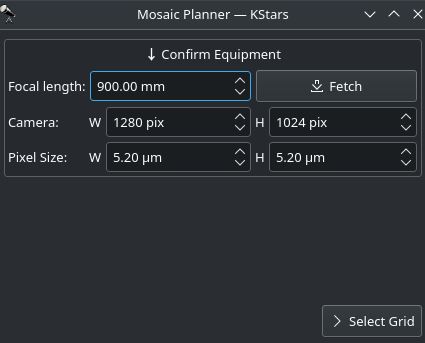 Mosaic Planner — KStars
↓ Confirm Equipment
Focal length: 900.00 mm Fetch
Camera: W 1280 pix H 1024 pix
Pixel Size: W 5.20 µm H 5.20 µm
Select Grid